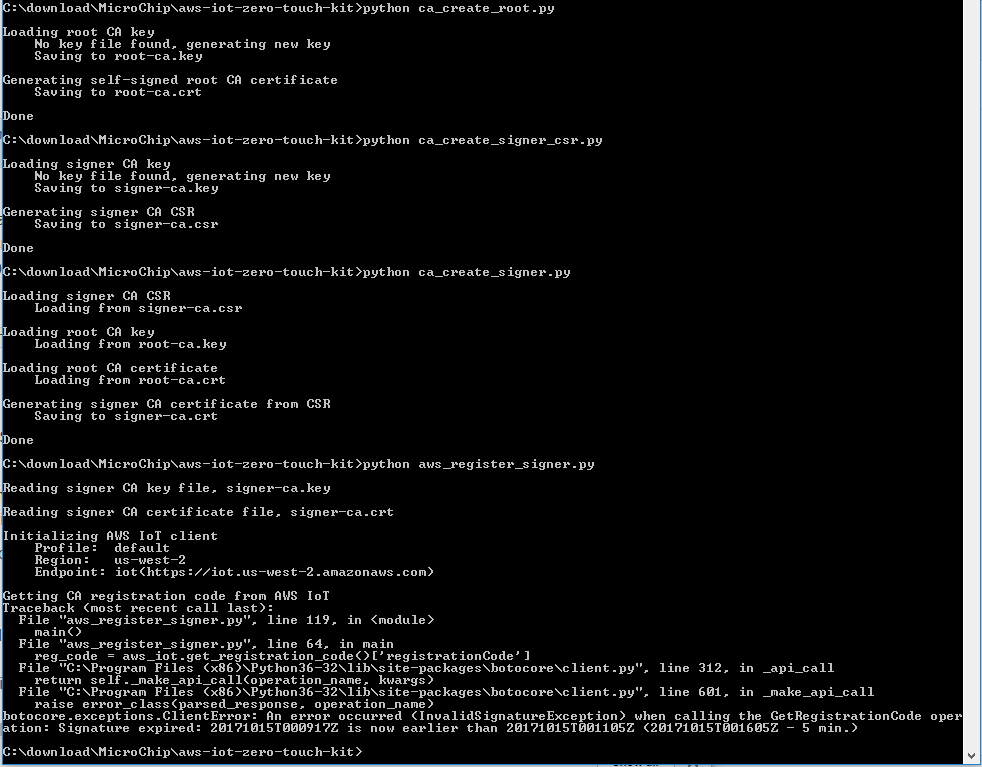 C:\download\MicroChip\aws-iot-zero-touch-kit>python ca_create_root.py
Loading root CA key
    No key file found, generating new key
    Saving to root-ca.key
Generating self-signed root CA certificate
    Saving to root-ca.crt
Done
C:\download\MicroChip\aws-iot-zero-touch-kit>python ca_create_signer_csr.py
Loading signer CA key
    No key file found, generating new key
    Saving to signer-ca.key
Generating signer CA CSR
    Saving to signer-ca.csr
Done
C:\download\MicroChip\aws-iot-zero-touch-kit>python ca_create_signer.py
Loading signer CA CSR
    Loading from signer-ca.csr
Loading root CA key
    Loading from root-ca.key
Loading root CA certificate
    Loading from root-ca.crt
Generating signer CA certificate from CSR
    Saving to signer-ca.crt
Done
C:\download\MicroChip\aws-iot-zero-touch-kit>python aws_register_signer.py
Reading signer CA key file, signer-ca.key
Reading signer CA certificate file, signer-ca.crt
Initializing AWS IoT client
    Profile:  default
    Region:   us-west-2
    Endpoint: iot(https://iot.us-west-2.amazonaws.com)
Getting CA registration code from AWS IoT
Traceback (most recent call last):
  File "aws_register_signer.py", line 119, in <module>
    main()
  File "aws_register_signer.py", line 64, in main
    reg_code = aws_iot.get_registration_code()['registrationCode']
  File "C:\Program Files (x86)\Python36-32\lib\site-packages\botocore\client.py", line 312, in _api_call
    return self._make_api_call(operation_name, kwargs)
  File "C:\Program Files (x86)\Python36-32\lib\site-packages\botocore\client.py", line 601, in _make_api_call
    raise error_class(parsed_response, operation_name)
botocore.exceptions.ClientError: An error occurred (InvalidSignatureException) when calling the GetRegistrationCode oper
ation: Signature expired: 20171015T000917Z is now earlier than 20171015T001105Z (20171015T001605Z - 5 min.)
C:\download\MicroChip\aws-iot-zero-touch-kit>